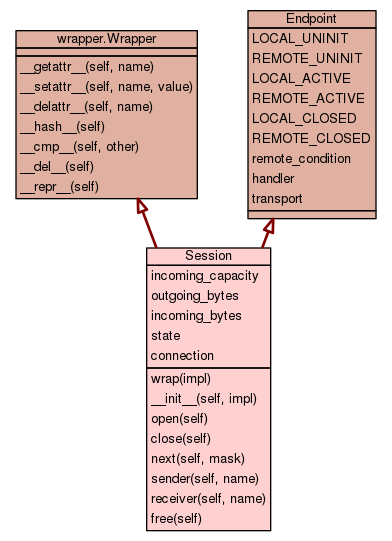 wrapper.Wrapper
__getattr__(self, name)
__setattr__(self, name, value)
__delattr__(self, name)
__hash__(self)
__cmp__(self, other)
__del__(self)
__repr__(self)
Endpoint
LOCAL_UNINIT
REMOTE_UNINIT
LOCAL_ACTIVE
REMOTE_ACTIVE
LOCAL_CLOSED
REMOTE_CLOSED
remote_condition
handler
transport
Session
incoming_capacity
outgoing_bytes
incoming_bytes
state
connection
wrap(impl)
__init__(self, impl)
open(self)
close(self)
next(self, mask)
sender(self, name)
receiver(self, name)
free(self)